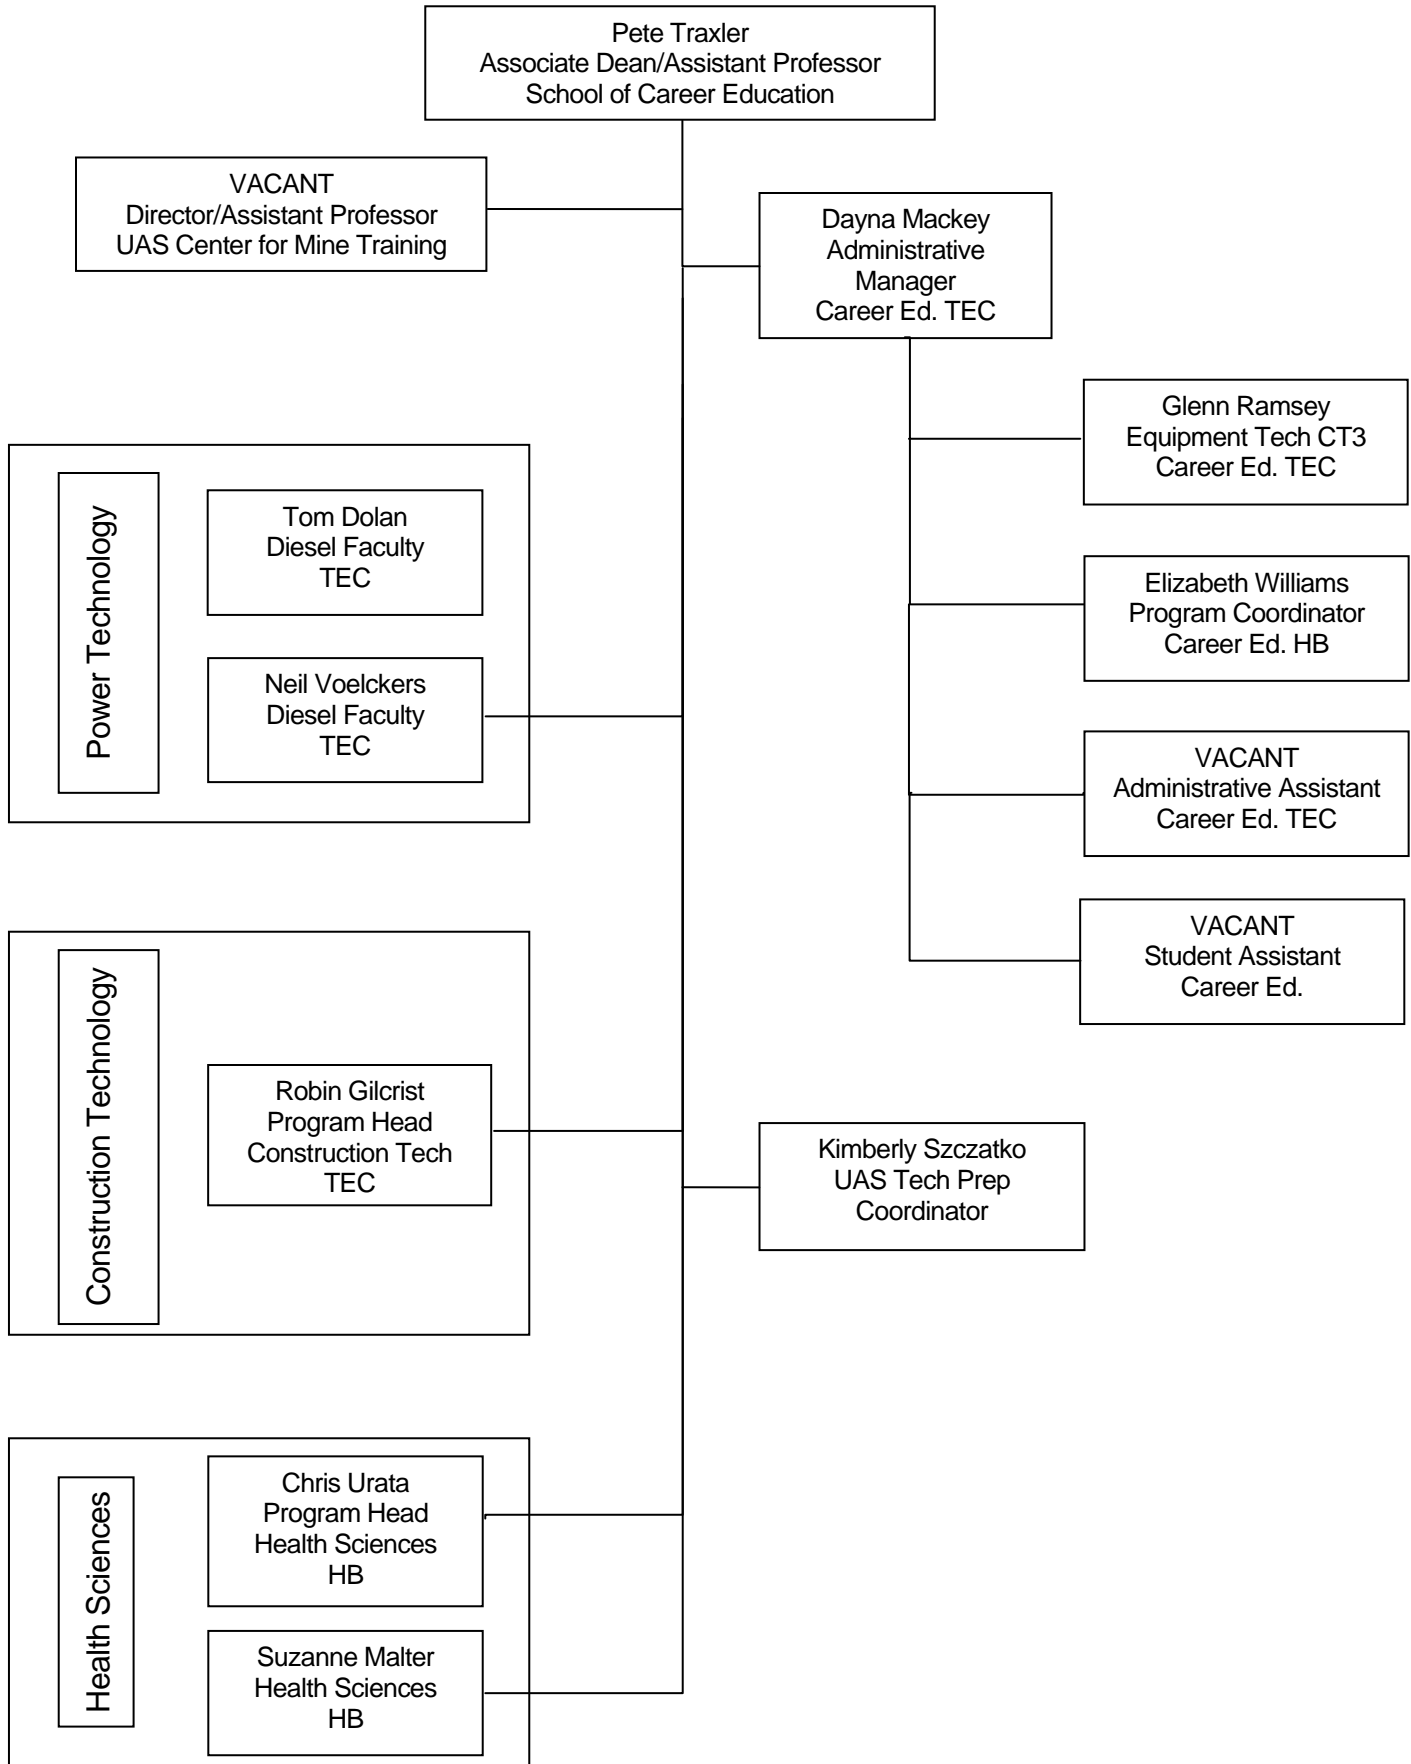 Pete Traxler
Associate Dean/Assistant Professor
School of Career Education
VACANT
Director/Assistant Professor
UAS Center for Mine Training
Dayna Mackey
Administrative
Manager
Career Ed. TEC
Glenn Ramsey
Equipment Tech CT3
Career Ed. TEC
Power Technology
Tom Dolan
Diesel Faculty
TEC
Elizabeth Williams
Program Coordinator
Career Ed. HB
Neil Voelckers
Diesel Faculty
TEC
VACANT
Administrative Assistant
Career Ed. TEC
VACANT
Student Assistant
Career Ed.
Construction Technology
Robin Gilcrist
Program Head
Construction Tech
TEC
Kimberly Szczatko
UAS Tech Prep
Coordinator
Health Sciences
Chris Urata
Program Head
Health Sciences
HB
Suzanne Malter
Health Sciences
HB